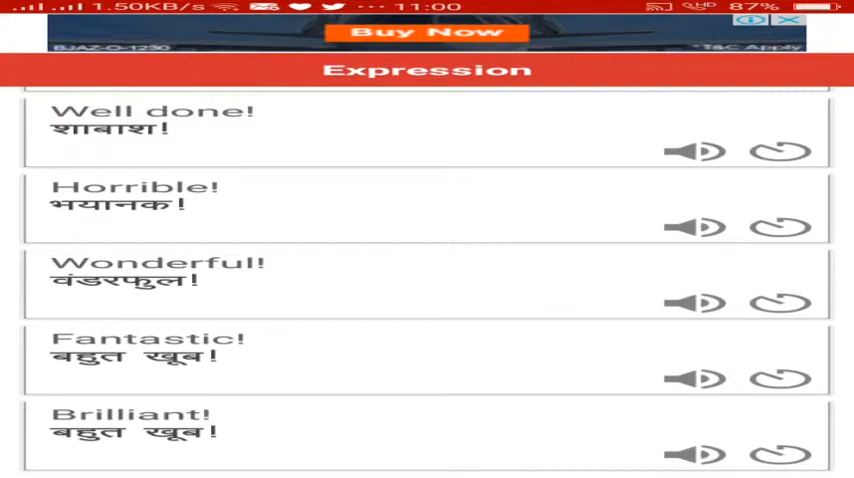 1.50KB/s ... 11:00 HD 87%
Buy Now
BJAZ-O-1230 *T&C Apply
Expression
Well done!
शाबाश!
Horrible!
भयानक!
Wonderful!
वंडरफुल!
Fantastic!
बहुत खूब!
Brilliant!
बहुत खूब!